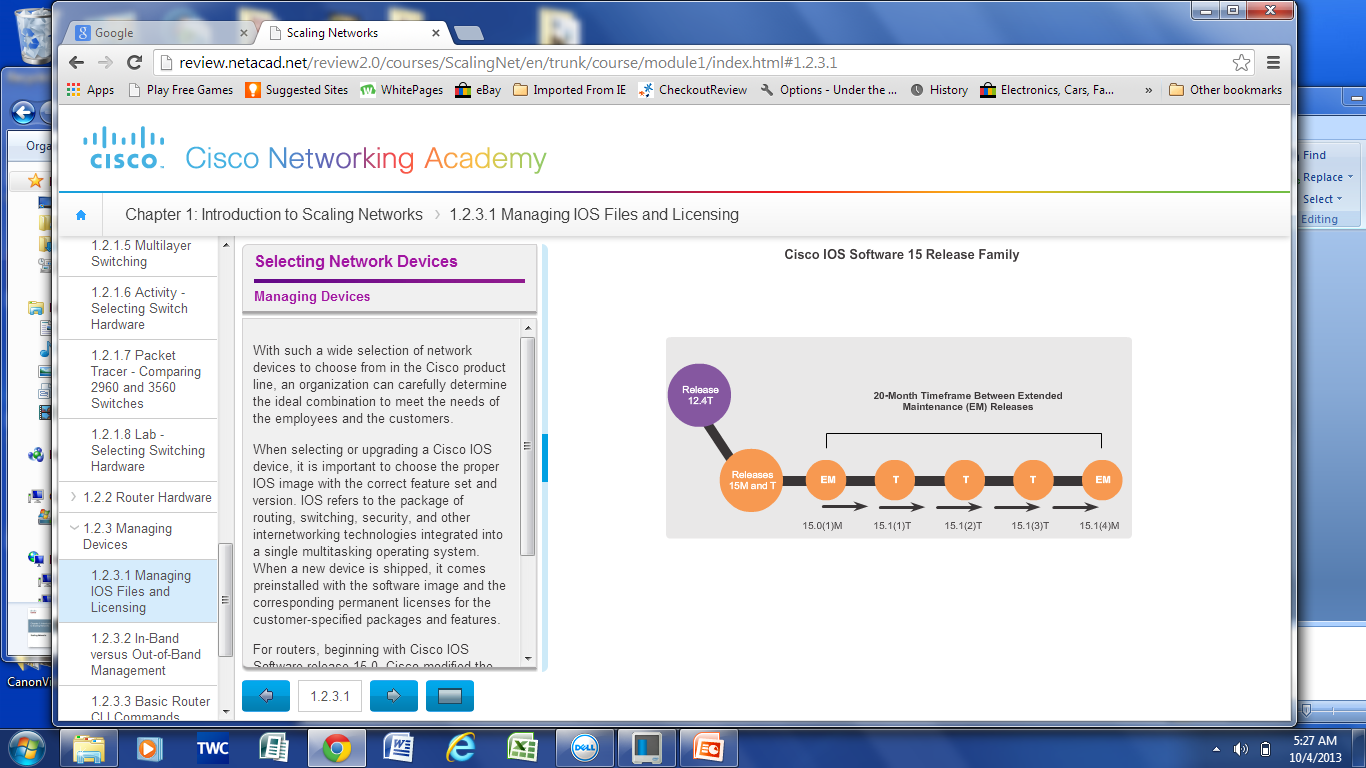 Google
Scaling Networks
review.netacad.net/review2.0/courses/ScalingNet/en/trunk/course/module1/index.html#1.2.3.1
Apps Play Free Games Suggested Sites WhitePages eBay Imported From IE CheckoutReview Options - Under the ... History Electronics, Cars, Fa... » Other bookmarks
Orga
Find
Replace
Select
Editing
cisco.
Cisco Networking Academy
Chapter 1: Introduction to Scaling Networks
1.2.3.1 Managing IOS Files and Licensing
1.2.1.5 Multilayer
Switching
1.2.1.6 Activity -
Selecting Switch
Hardware
1.2.1.7 Packet
Tracer - Comparing
2960 and 3560
Switches
1.2.1.8 Lab -
Selecting Switching
Hardware
1.2.2 Router Hardware
1.2.3 Managing
Devices
1.2.3.1 Managing
IOS Files and
Licensing
1.2.3.2 In-Band
versus Out-of-Band
Management
1.2.3.3 Basic Router
CLI Commands
Selecting Network Devices
Managing Devices
With such a wide selection of network
devices to choose from in the Cisco product
line, an organization can carefully determine
the ideal combination to meet the needs of
the employees and the customers.
When selecting or upgrading a Cisco IOS
device, it is important to choose the proper
IOS image with the correct feature set and
version. IOS refers to the package of
routing, switching, security, and other
internetworking technologies integrated into
a single multitasking operating system.
When a new device is shipped, it comes
preinstalled with the software image and the
corresponding permanent licenses for the
customer-specified packages and features.
For routers, beginning with Cisco IOS
Software release 15.0, Cisco modified the
1.2.3.1
Cisco IOS Software 15 Release Family
Release
12.4T
20-Month Timeframe Between Extended
Maintenance (EM) Releases
Releases
15M and T
EM T T T EM
15.0(1)M 15.1(1)T 15.1(2)T 15.1(3)T 15.1(4)M
CanonVi
TWC
DELL
5:27 AM
10/4/2013